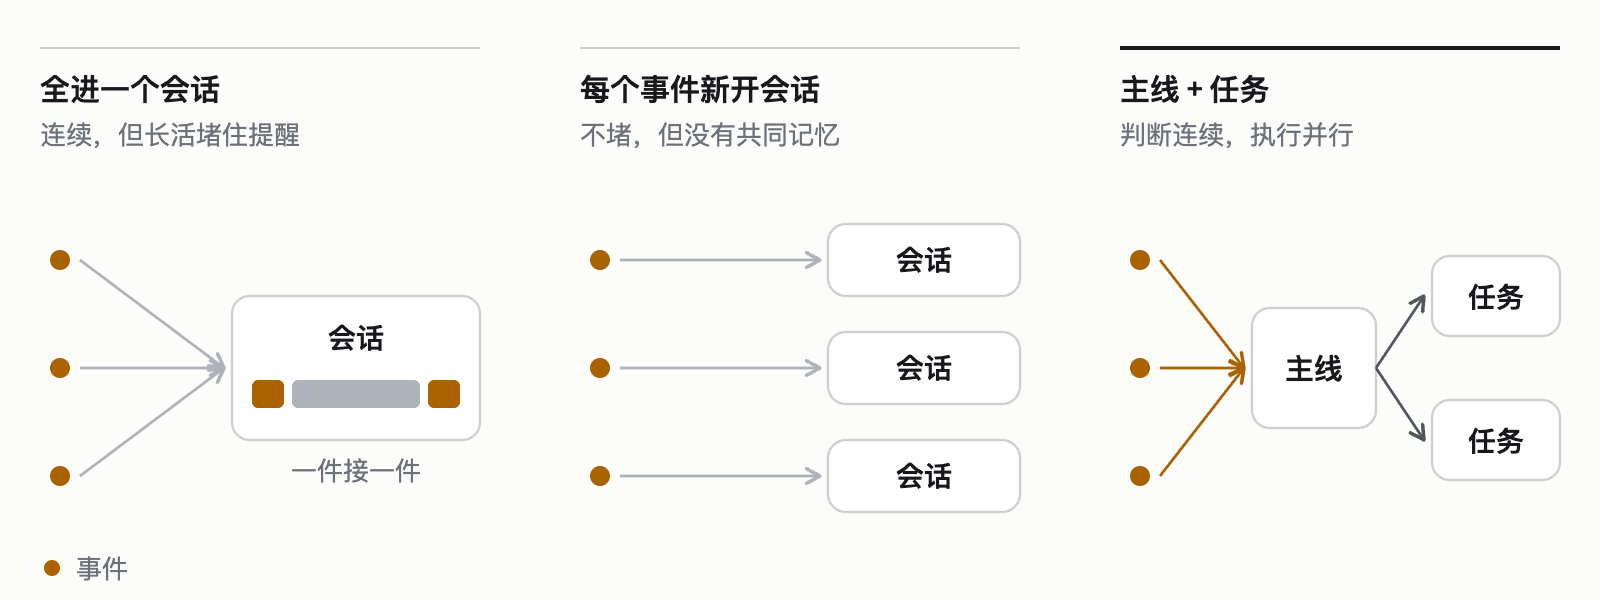 全进一个会话
连续，但长活堵住提醒
会话
一件接一件
事件
每个事件新开会话
不堵，但没有共同记忆
会话
会话
会话
主线 + 任务
判断连续，执行并行
主线
任务
任务